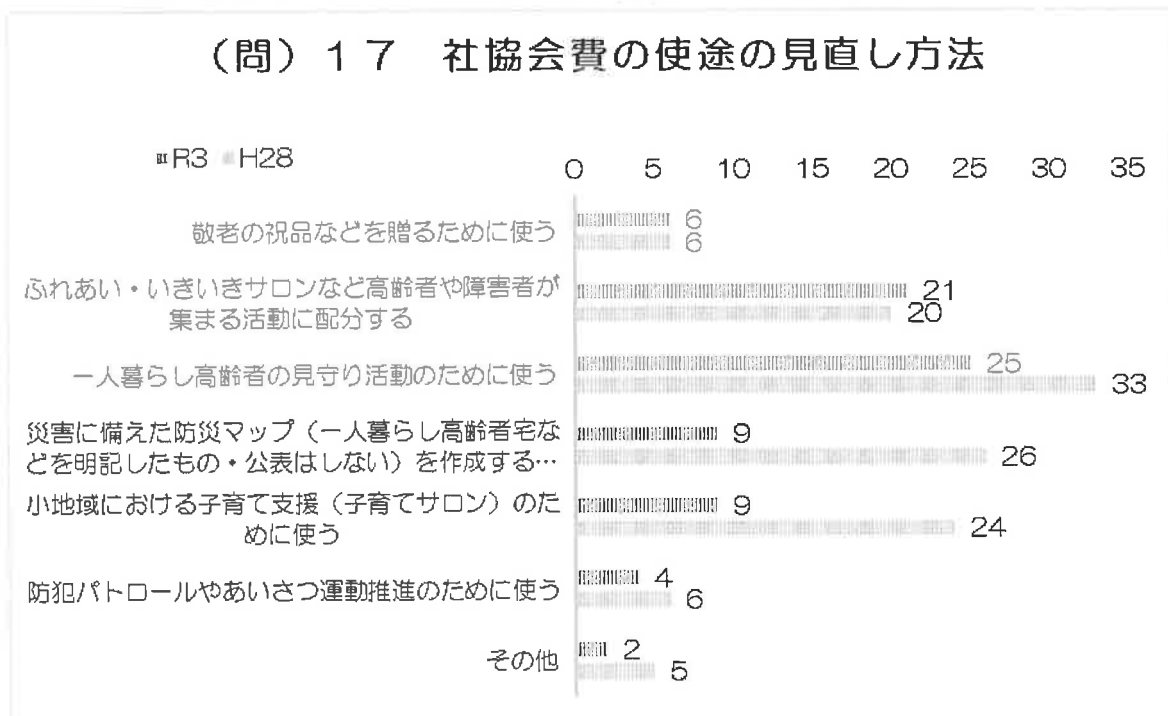 （問）１７　社協会費の使途の見直し方法
R3 H28
0 5 10 15 20 25 30 35
敬老の祝品などを贈るために使う
6
6
ふれあい・いきいきサロンなど高齢者や障害者が
集まる活動に配分する
21
20
一人暮らし高齢者の見守り活動のために使う
25
33
災害に備えた防災マップ（一人暮らし高齢者宅な
どを明記したもの・公表はしない）を作成する…
9
26
小地域における子育て支援（子育てサロン）のた
めに使う
9
24
防犯パトロールやあいさつ運動推進のために使う
4
6
その他
2
5